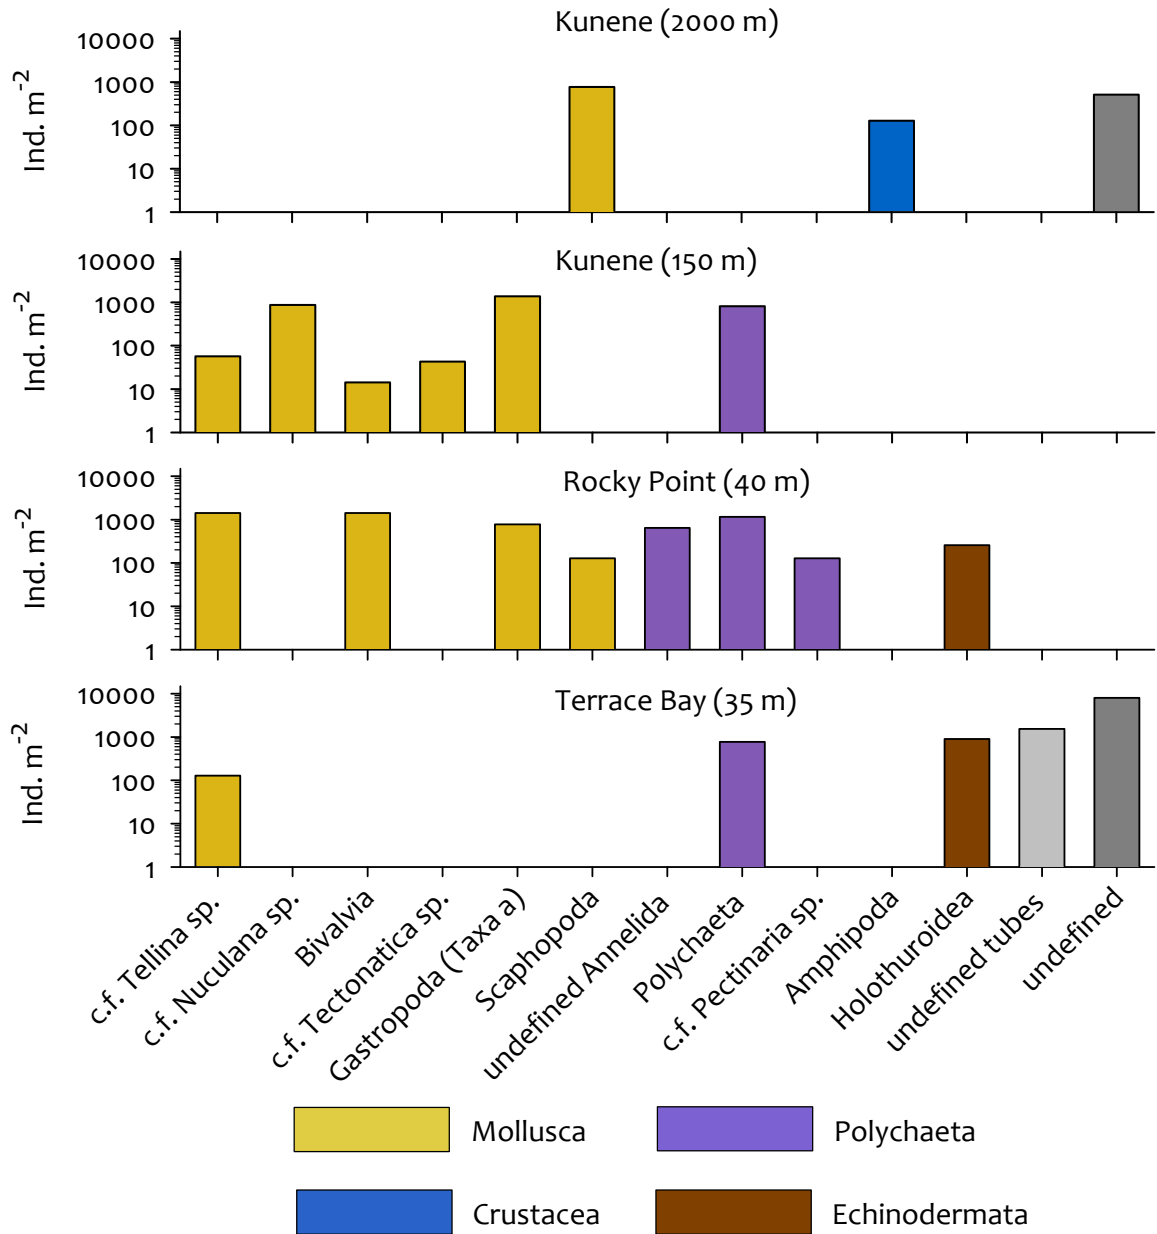 Kunene (2000 m)
10000
1000
100
10
1
Ind. m-2
Kunene (150 m)
10000
1000
100
10
1
Ind. m-2
Rocky Point (40 m)
10000
1000
100
10
1
Ind. m-2
Terrace Bay (35 m)
10000
1000
100
10
1
Ind. m-2
c.f. Tellina sp.
c.f. Nuculana sp.
Bivalvia
c.f. Tectonatica sp.
Gastropoda (Taxa a)
Scaphopoda
undefined Annelida
Polychaeta
c.f. Pectinaria sp.
Amphipoda
Holothuroidea
undefined tubes
undefined
Mollusca
Polychaeta
Crustacea
Echinodermata